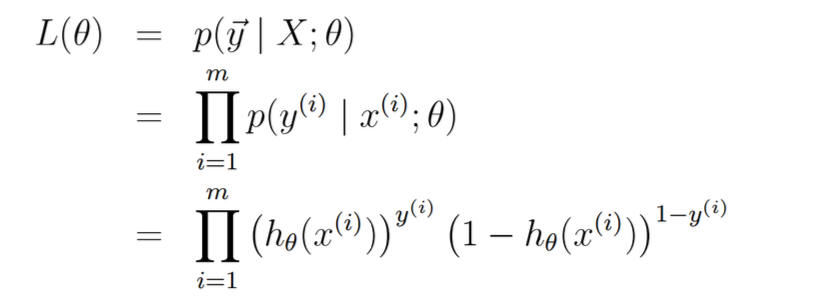 L(θ) = p(y⃗ | X; θ)
= ∏_{i=1}^{m} p(y^{(i)} | x^{(i)}; θ)
= ∏_{i=1}^{m} (h_θ(x^{(i)}))^{y^{(i)}} (1 − h_θ(x^{(i)}))^{1−y^{(i)}}